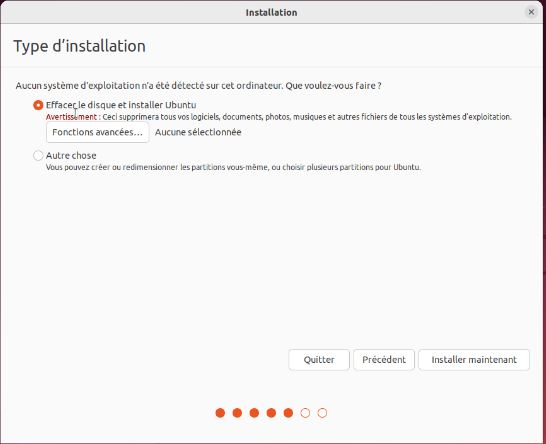 Installation
Type d’installation
Aucun système d'exploitation n'a été détecté sur cet ordinateur. Que voulez-vous faire ?
Effacer le disque et installer Ubuntu
Avertissement : Ceci supprimera tous vos logiciels, documents, photos, musiques et autres fichiers de tous les systèmes d'exploitation.
Fonctions avancées… Aucune sélectionnée
Autre chose
Vous pouvez créer ou redimensionner les partitions vous-même, ou choisir plusieurs partitions pour Ubuntu.
Quitter Précédent Installer maintenant